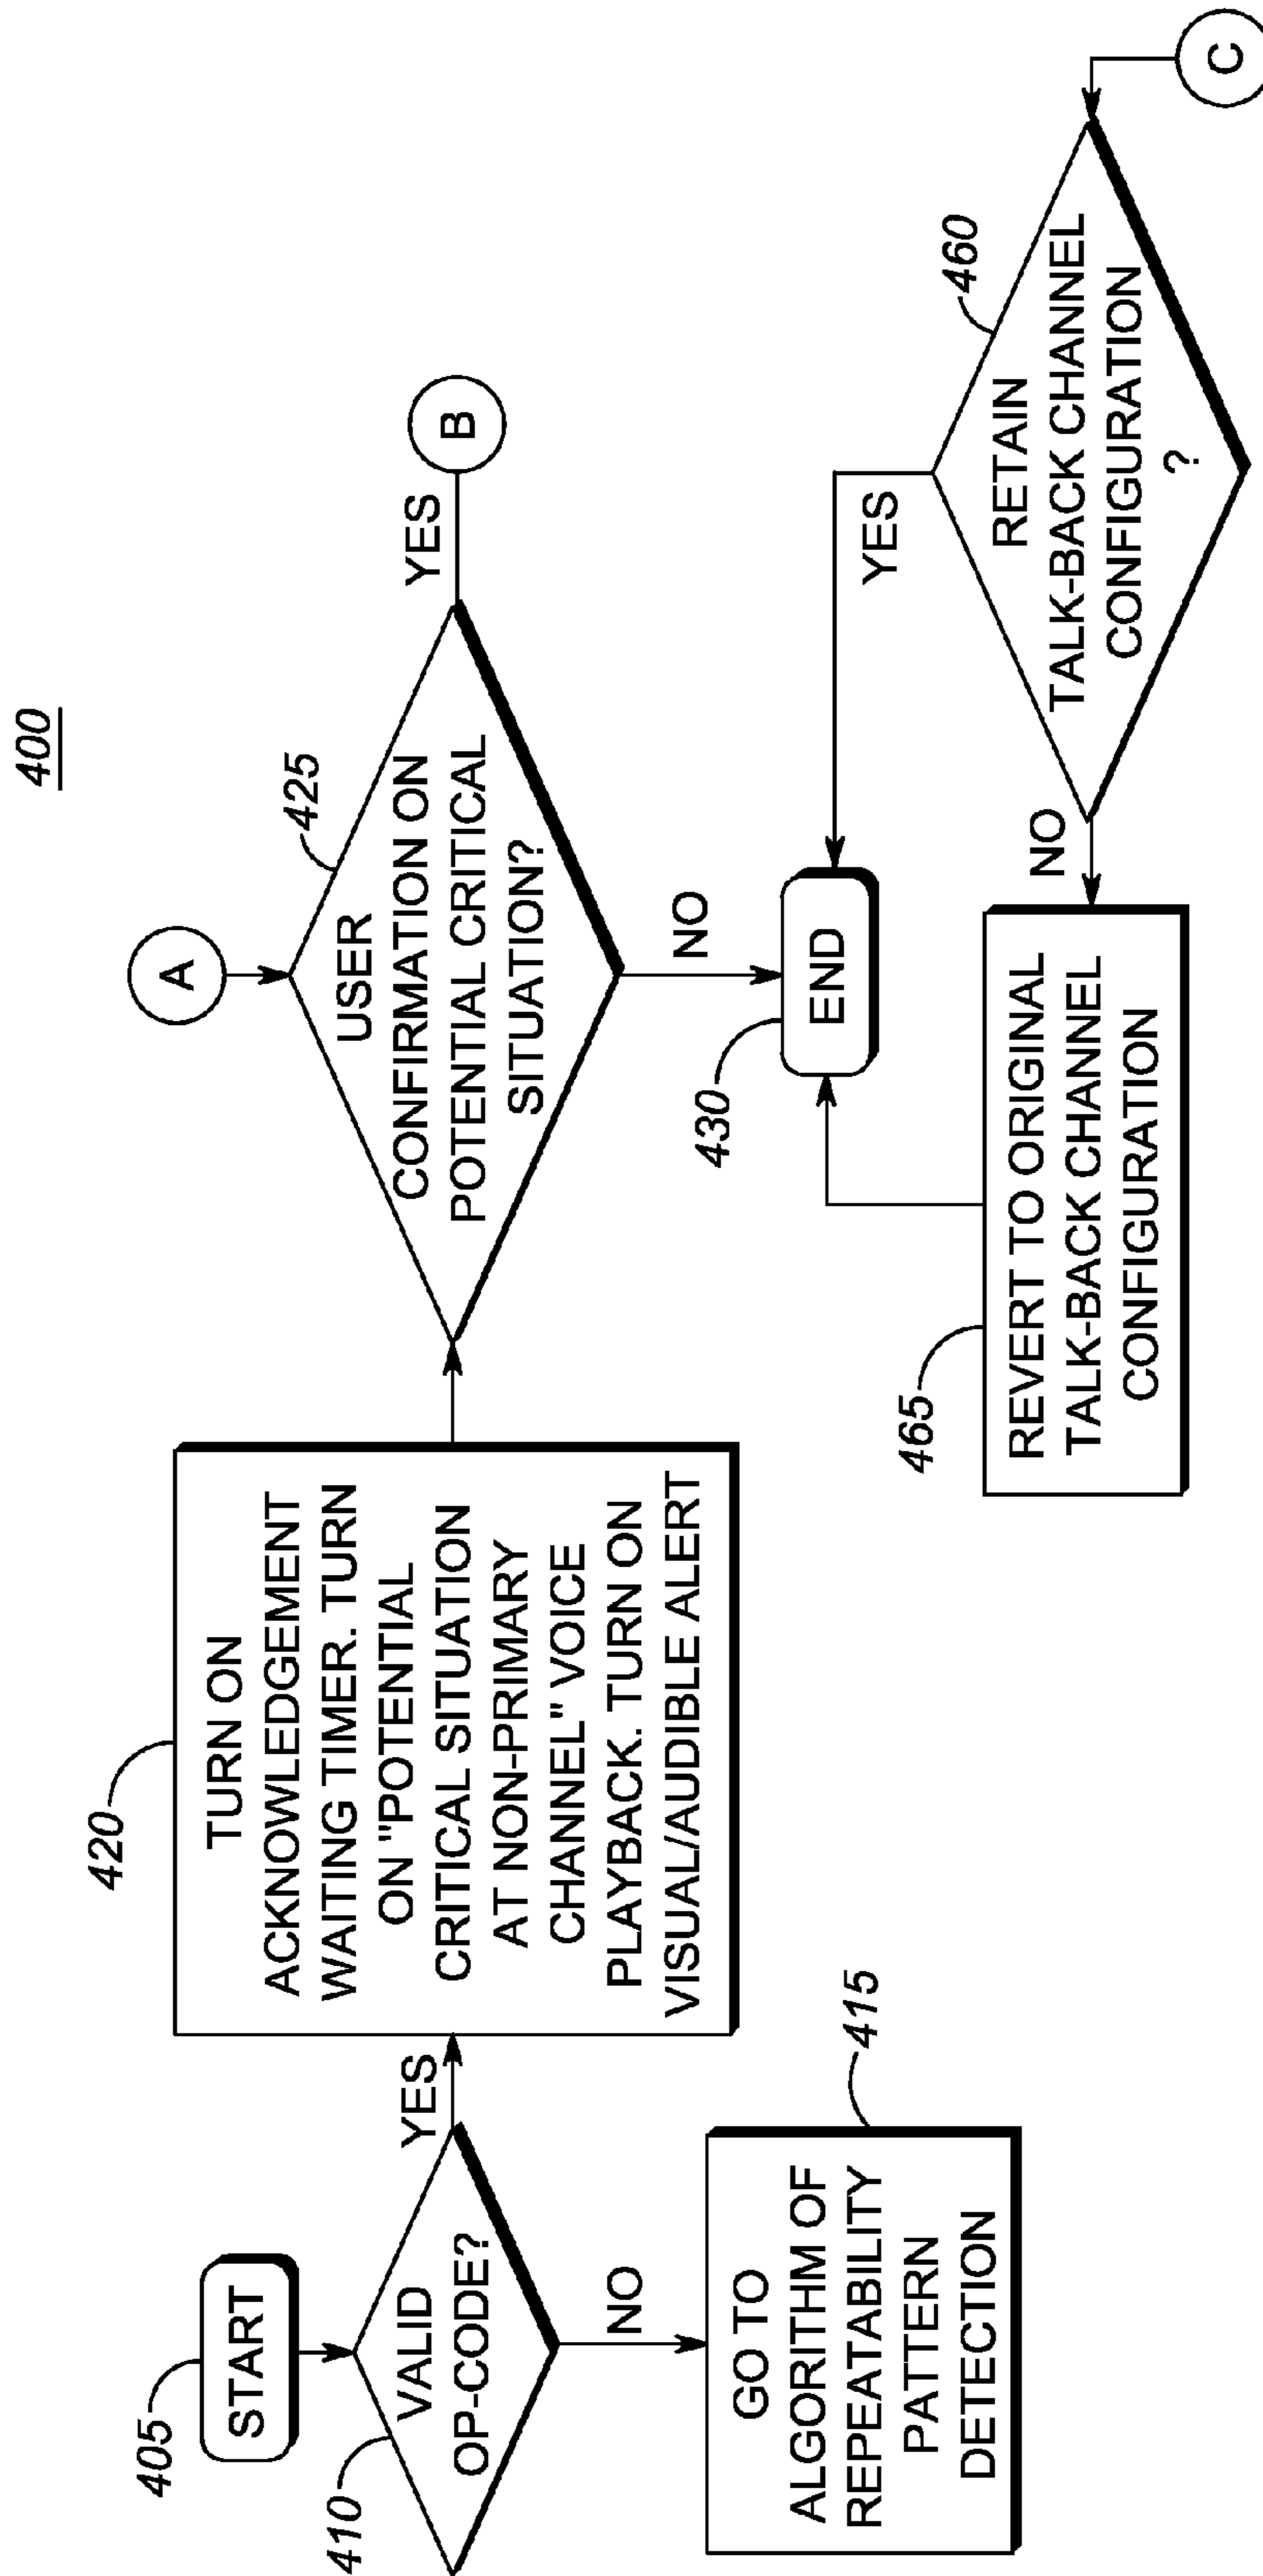 400
405
START
410
VALID
OP-CODE?
YES
NO
GO TO
ALGORITHM OF
REPEATABILITY
PATTERN
DETECTION
415
420
TURN ON
ACKNOWLEDGEMENT
WAITING TIMER. TURN
ON "POTENTIAL
CRITICAL SITUATION
AT NON-PRIMARY
CHANNEL" VOICE
PLAYBACK. TURN ON
VISUAL/AUDIBLE ALERT
A
425
USER
CONFIRMATION ON
POTENTIAL CRITICAL
SITUATION?
YES
B
NO
430
END
YES
460
RETAIN
TALK-BACK CHANNEL
CONFIGURATION
?
C
NO
465
REVERT TO ORIGINAL
TALK-BACK CHANNEL
CONFIGURATION